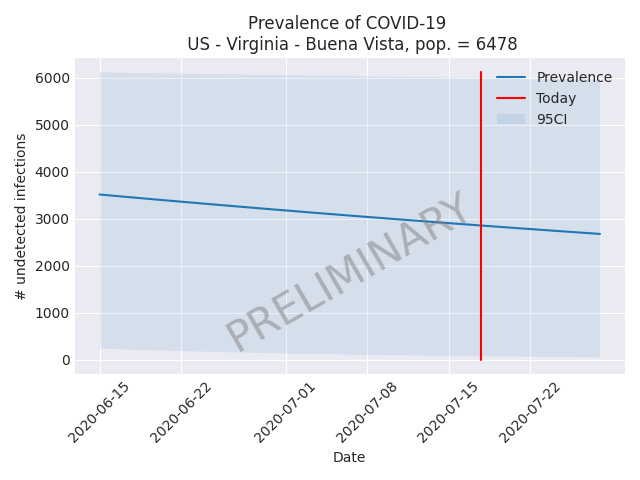 Prevalence of COVID-19
US - Virginia - Buena Vista, pop. = 6478
# undetected infections
6000
5000
4000
3000
2000
1000
0
Prevalence
Today
95CI
PRELIMINARY
2020-06-15
2020-06-22
2020-07-01
2020-07-08
2020-07-15
2020-07-22
Date